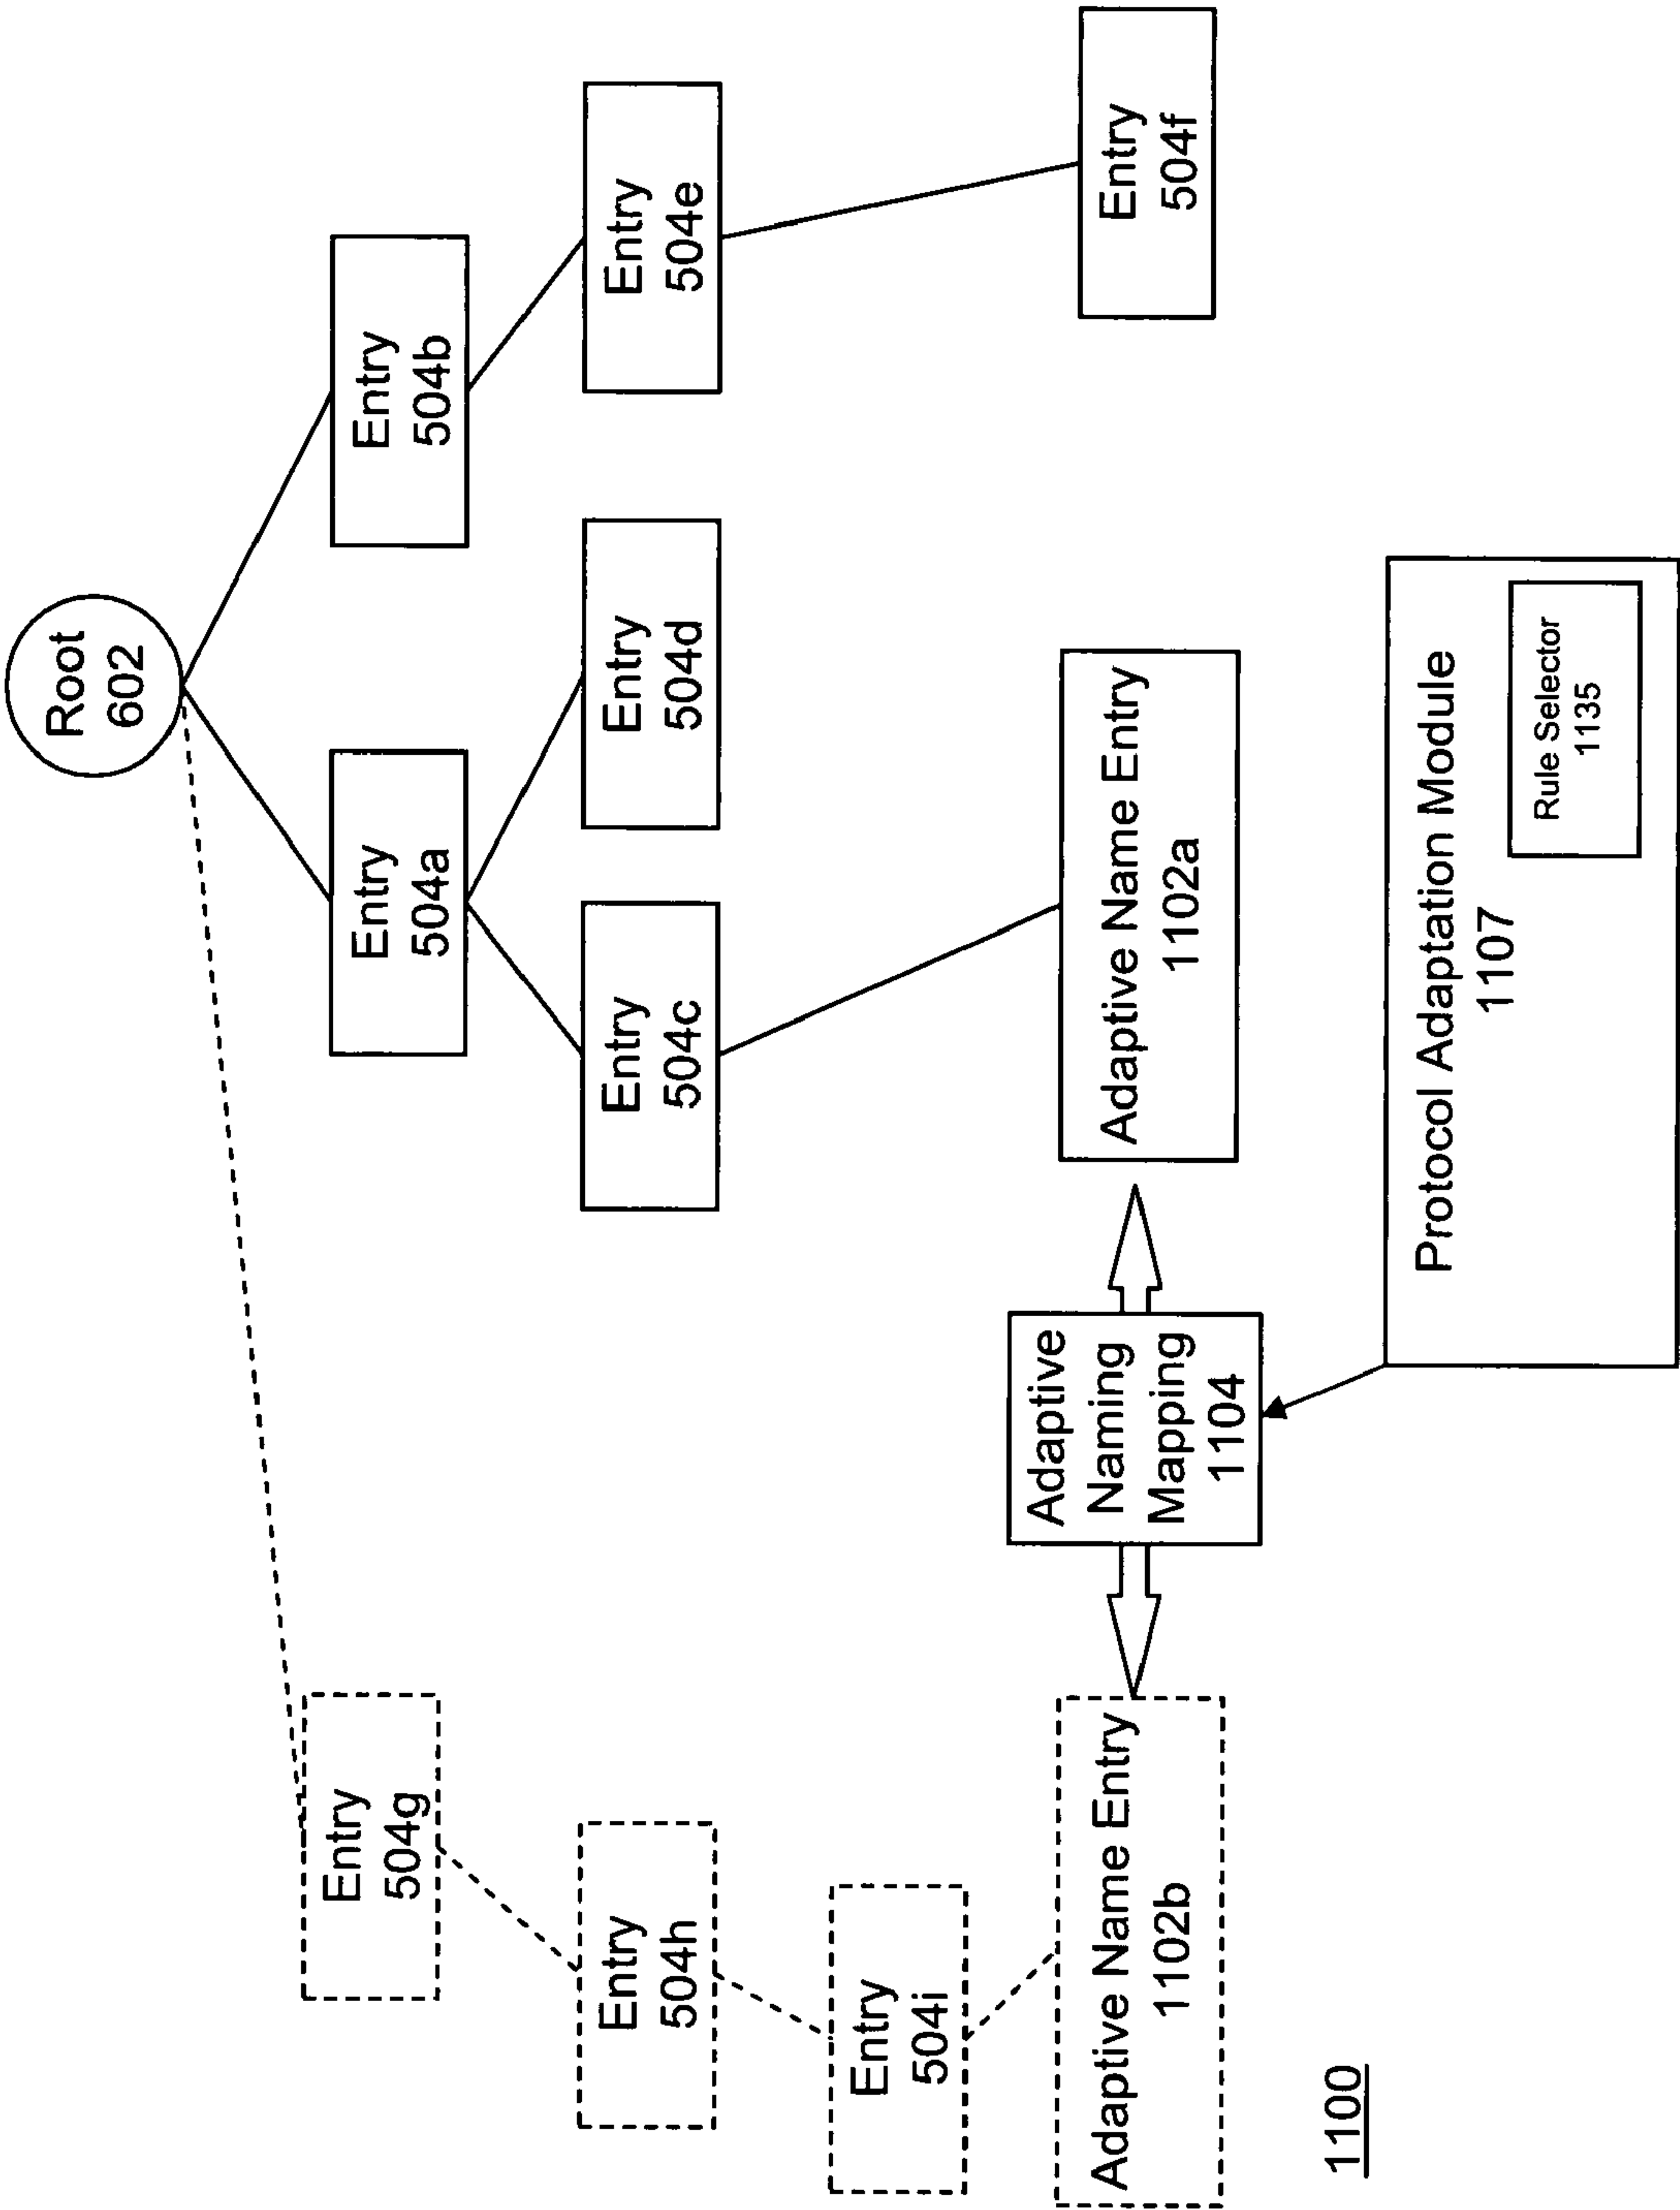 Root
602
Entry
504g
Entry
504a
Entry
504b
Entry
504h
Entry
504c
Entry
504d
Entry
504e
Entry
504i
Adaptive Name Entry
1102b
Adaptive
Naming
Mapping
1104
Adaptive Name Entry
1102a
Entry
504f
Protocol Adaptation Module
1107
Rule Selector
1135
1100